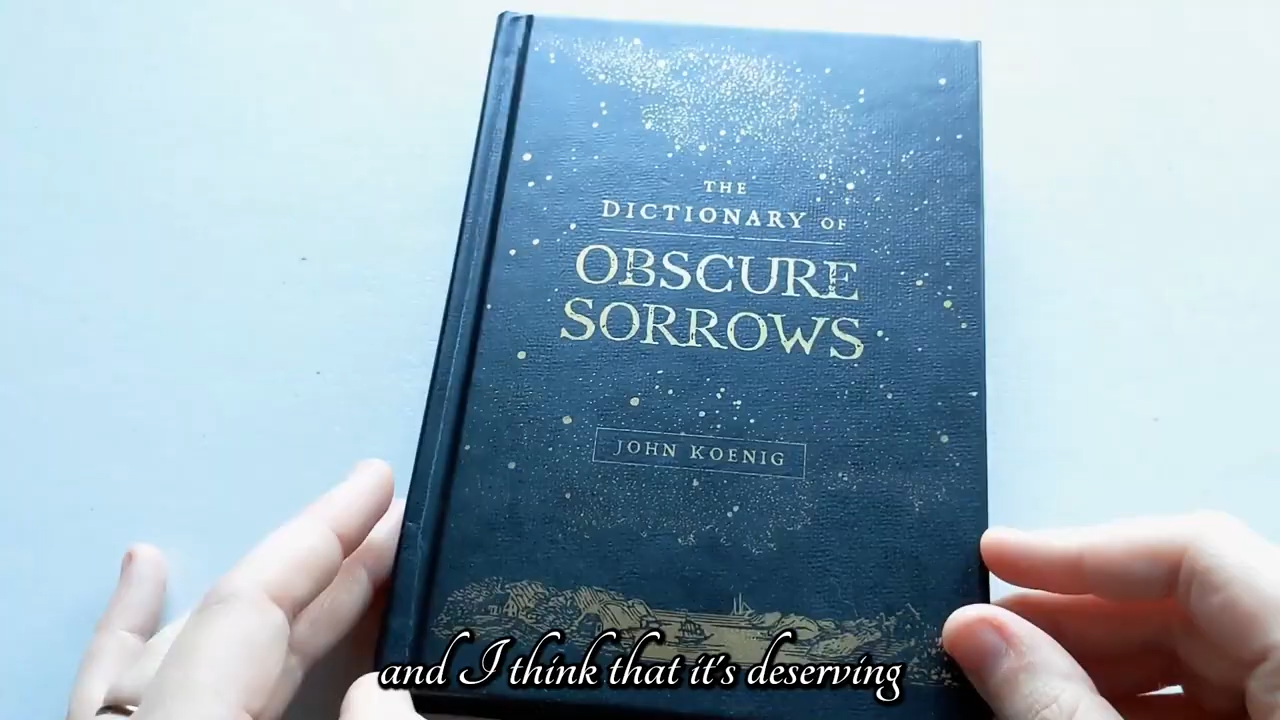 THE
DICTIONARY OF
OBSCURE
SORROWS
JOHN KOENIG
and I think that it's deserving